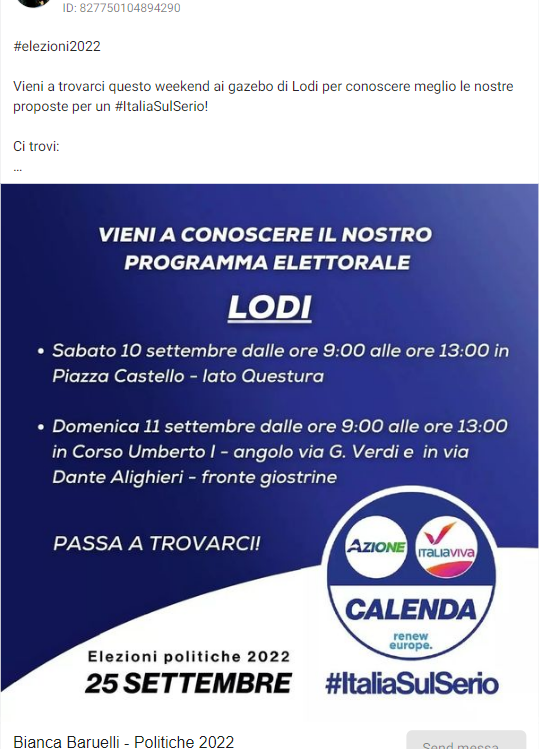 ID: 827750104894290
#elezioni2022
Vieni a trovarci questo weekend ai gazebo di Lodi per conoscere meglio le nostre
proposte per un #ItaliaSulSerio!
Ci trovi:
...
VIENI A CONOSCERE IL NOSTRO
PROGRAMMA ELETTORALE
LODI
• Sabato 10 settembre dalle ore 9:00 alle ore 13:00 in
Piazza Castello - lato Questura
• Domenica 11 settembre dalle ore 9:00 alle ore 13:00
in Corso Umberto I - angolo via G. Verdi e in via
Dante Alighieri - fronte giostrine
PASSA A TROVARCI!
AZIONE
ITALIAVIVA
CALENDA
renew
europe.
Elezioni politiche 2022
25 SETTEMBRE
#ItaliaSulSerio
Bianca Baruelli - Politiche 2022
Send messa...